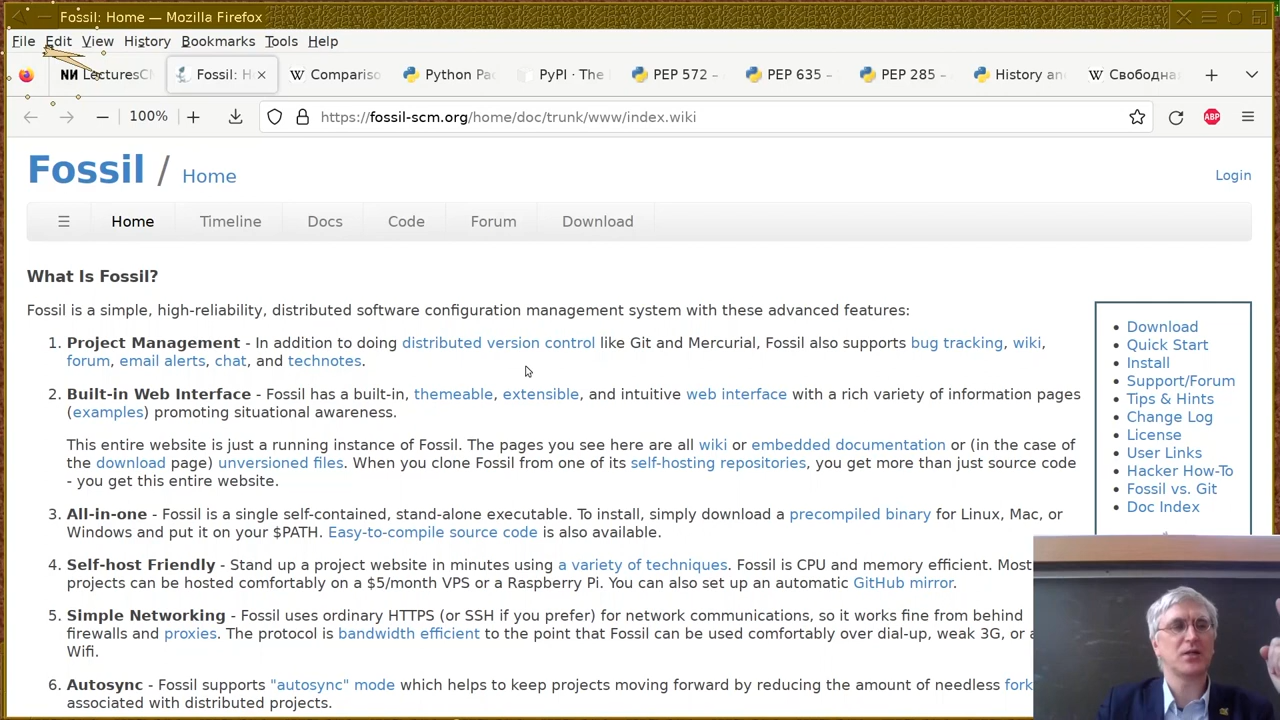 Fossil: Home — Mozilla Firefox
File Edit View History Bookmarks Tools Help
LecturesC
Fossil: H
Compariso
Python Pa
PyPI · The
PEP 572 –
PEP 635 –
PEP 285 –
History an
Свободна
100%
https://fossil-scm.org/home/doc/trunk/www/index.wiki
ABP
Fossil / Home
Login
☰ Home Timeline Docs Code Forum Download
What Is Fossil?
Fossil is a simple, high-reliability, distributed software configuration management system with these advanced features:
1. Project Management - In addition to doing distributed version control like Git and Mercurial, Fossil also supports bug tracking, wiki,
forum, email alerts, chat, and technotes.
2. Built-in Web Interface - Fossil has a built-in, themeable, extensible, and intuitive web interface with a rich variety of information pages
(examples) promoting situational awareness.
This entire website is just a running instance of Fossil. The pages you see here are all wiki or embedded documentation or (in the case of
the download page) unversioned files. When you clone Fossil from one of its self-hosting repositories, you get more than just source code
- you get this entire website.
3. All-in-one - Fossil is a single self-contained, stand-alone executable. To install, simply download a precompiled binary for Linux, Mac, or
Windows and put it on your $PATH. Easy-to-compile source code is also available.
4. Self-host Friendly - Stand up a project website in minutes using a variety of techniques. Fossil is CPU and memory efficient. Most
projects can be hosted comfortably on a $5/month VPS or a Raspberry Pi. You can also set up an automatic GitHub mirror.
5. Simple Networking - Fossil uses ordinary HTTPS (or SSH if you prefer) for network communications, so it works fine from behind
firewalls and proxies. The protocol is bandwidth efficient to the point that Fossil can be used comfortably over dial-up, weak 3G, or a
Wifi.
6. Autosync - Fossil supports "autosync" mode which helps to keep projects moving forward by reducing the amount of needless fork
associated with distributed projects.
• Download
• Quick Start
• Install
• Support/Forum
• Tips & Hints
• Change Log
• License
• User Links
• Hacker How-To
• Fossil vs. Git
• Doc Index